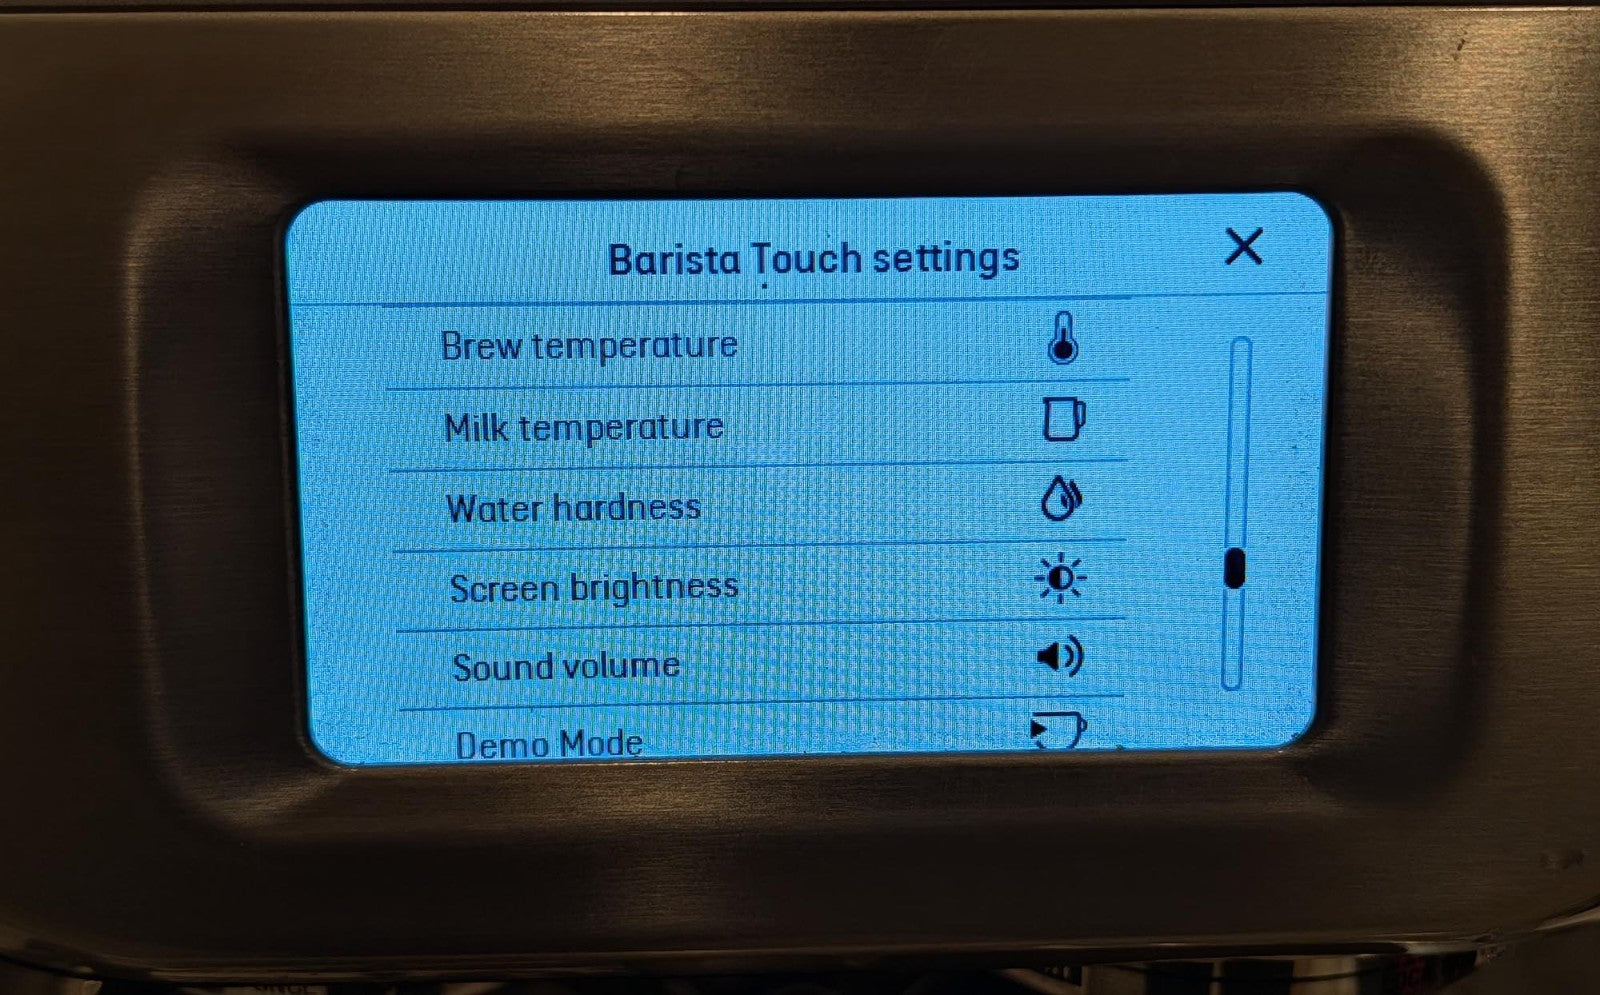 Barista Touch settings
Brew temperature
Milk temperature
Water hardness
Screen brightness
Sound volume
Demo Mode